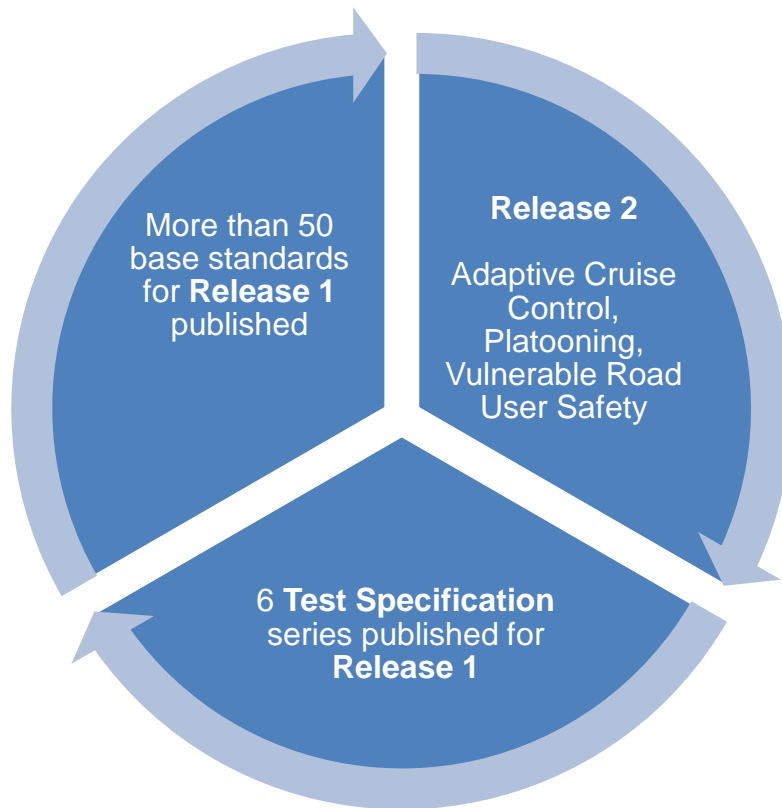 More than 50
base standards
for Release 1
published
Release 2
Adaptive Cruise
Control,
Platooning,
Vulnerable Road
User Safety
6 Test Specification
series published for
Release 1